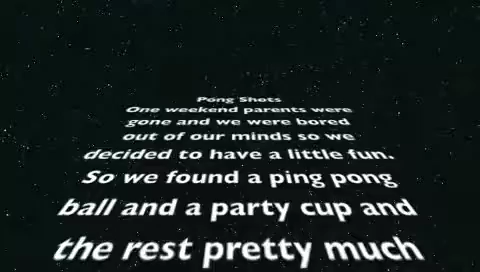 Pong Shots
One weekend parents were
gone and we were bored
out of our minds so we
decided to have a little fun.
So we found a ping pong
ball and a party cup and
the rest pretty much